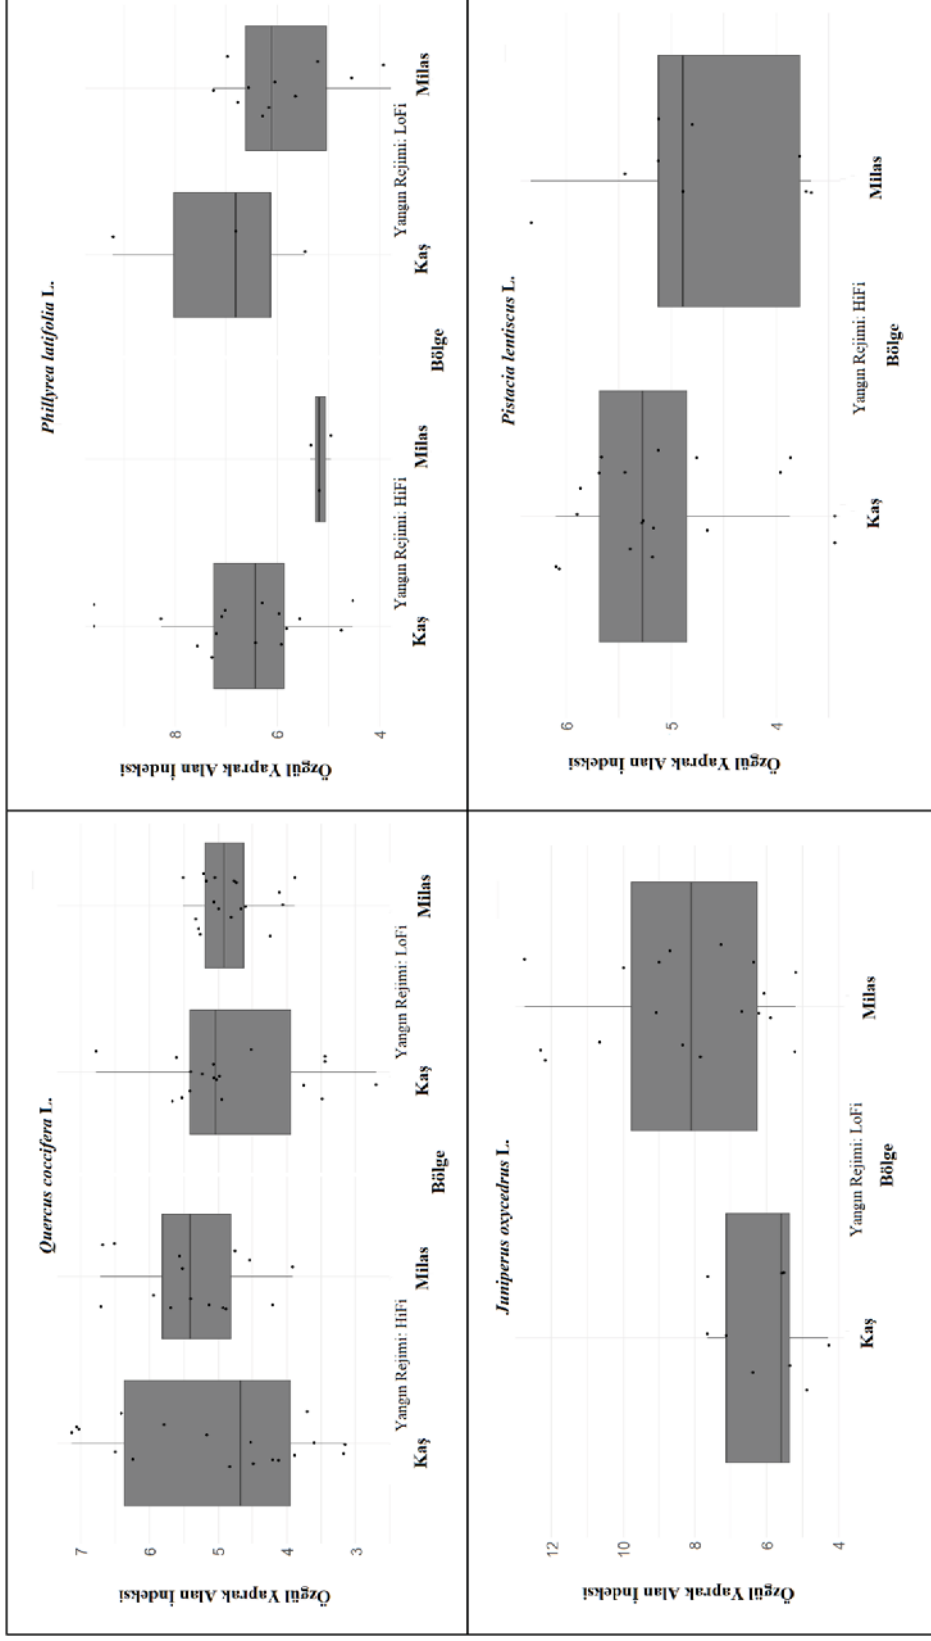 Quercus coccifera L.
Özgül Yaprak Alan İndeksi
7
6
5
4
3
Yangın Rejimi: HiFi
Yangın Rejimi: LoFi
Kaş
Milas
Kaş
Milas
Bölge
Phillyrea latifolia L.
Özgül Yaprak Alan İndeksi
8
6
4
Yangın Rejimi: HiFi
Yangın Rejimi: LoFi
Kaş
Milas
Kaş
Milas
Bölge
Juniperus oxycedrus L.
Özgül Yaprak Alan İndeksi
12
10
8
6
4
Yangın Rejimi: LoFi
Kaş
Milas
Bölge
Pistacia lentiscus L.
Özgül Yaprak Alan İndeksi
6
5
4
Yangın Rejimi: HiFi
Kaş
Milas
Bölge